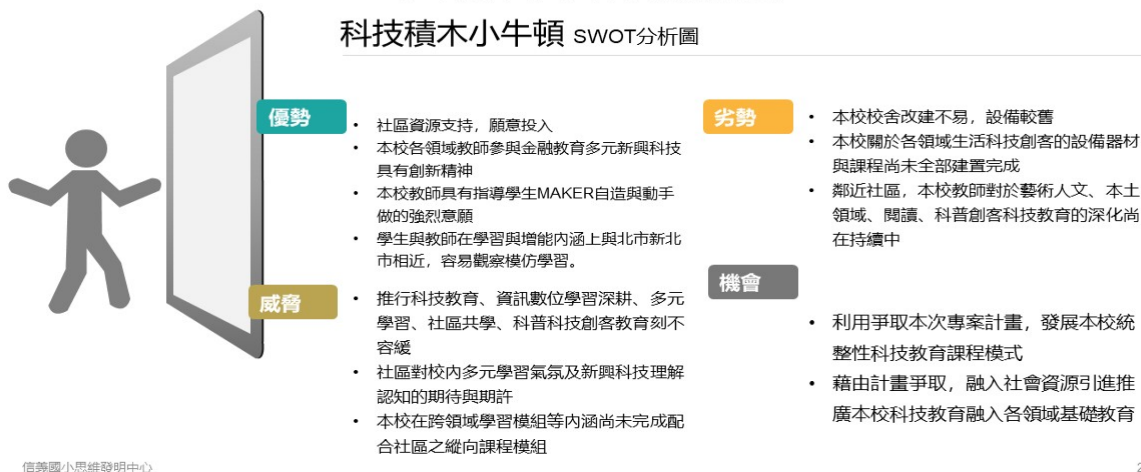 科技積木小牛頓 SWOT分析圖
優勢
• 社區資源支持，願意投入
• 本校各領域教師參與金融教育多元新興科技
具有創新精神
• 本校教師具有指導學生MAKER自造與動手
做的強烈意願
• 學生與教師在學習與增能內涵上與北市新北
市相近，容易觀察模仿學習。
劣勢
• 本校校舍改建不易，設備較舊
• 本校關於各領域生活科技創客的設備器材
與課程尚未全部建置完成
• 鄰近社區，本校教師對於藝術人文、本土
領域、閱讀、科普創客科技教育的深化尚
在持續中
威脅
• 推行科技教育、資訊數位學習深耕、多元
學習、社區共學、科普科技創客教育刻不
容緩
• 社區對校內多元學習氣氛及新興科技理解
認知的期待與期許
• 本校在跨領域學習模組等內涵尚未完成配
合社區之縱向課程模組
機會
• 利用爭取本次專案計畫，發展本校統
整性科技教育課程模式
• 藉由計畫爭取，融入社會資源引進推
廣本校科技教育融入各領域基礎教育
信義國小思維發明中心